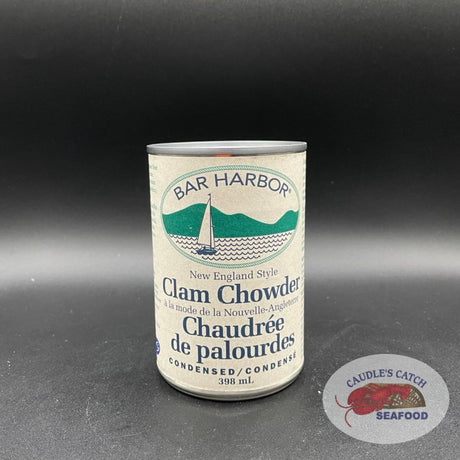 BAR HARBOR®
New England Style
Clam Chowder
à la mode de la Nouvelle-Angleterre
Chaudrée
de palourdes
CONDENSED/CONDENSÉ
398 mL
CAUDLE'S CATCH
SEAFOOD